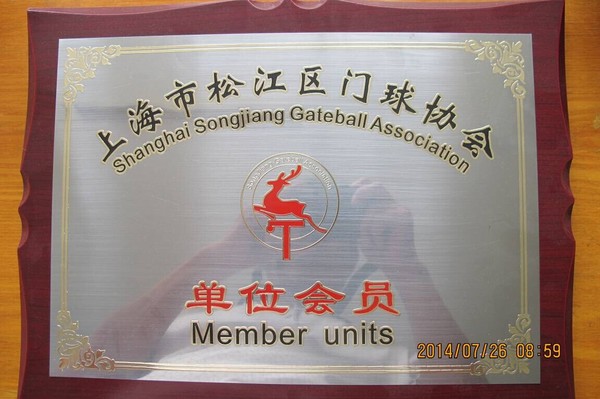 上海市松江区门球协会
Shanghai Songjiang Gateball Association
单位会员
Member units
2014/07/26 08:59